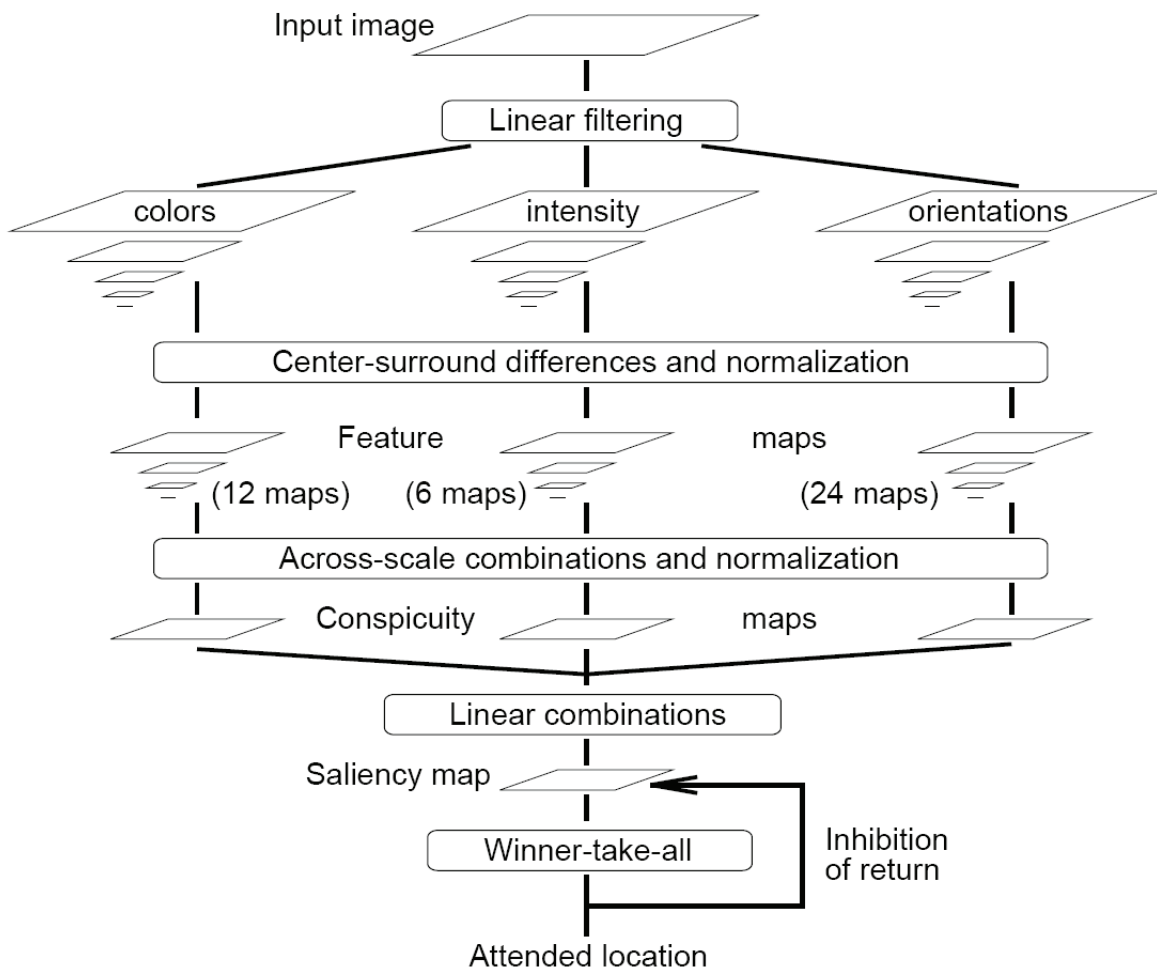 Input image
Linear filtering
colors
intensity
orientations
Center-surround differences and normalization
Feature maps
(12 maps)
(6 maps)
(24 maps)
Across-scale combinations and normalization
Conspicuity maps
Linear combinations
Saliency map
Winner-take-all
Inhibition
of return
Attended location